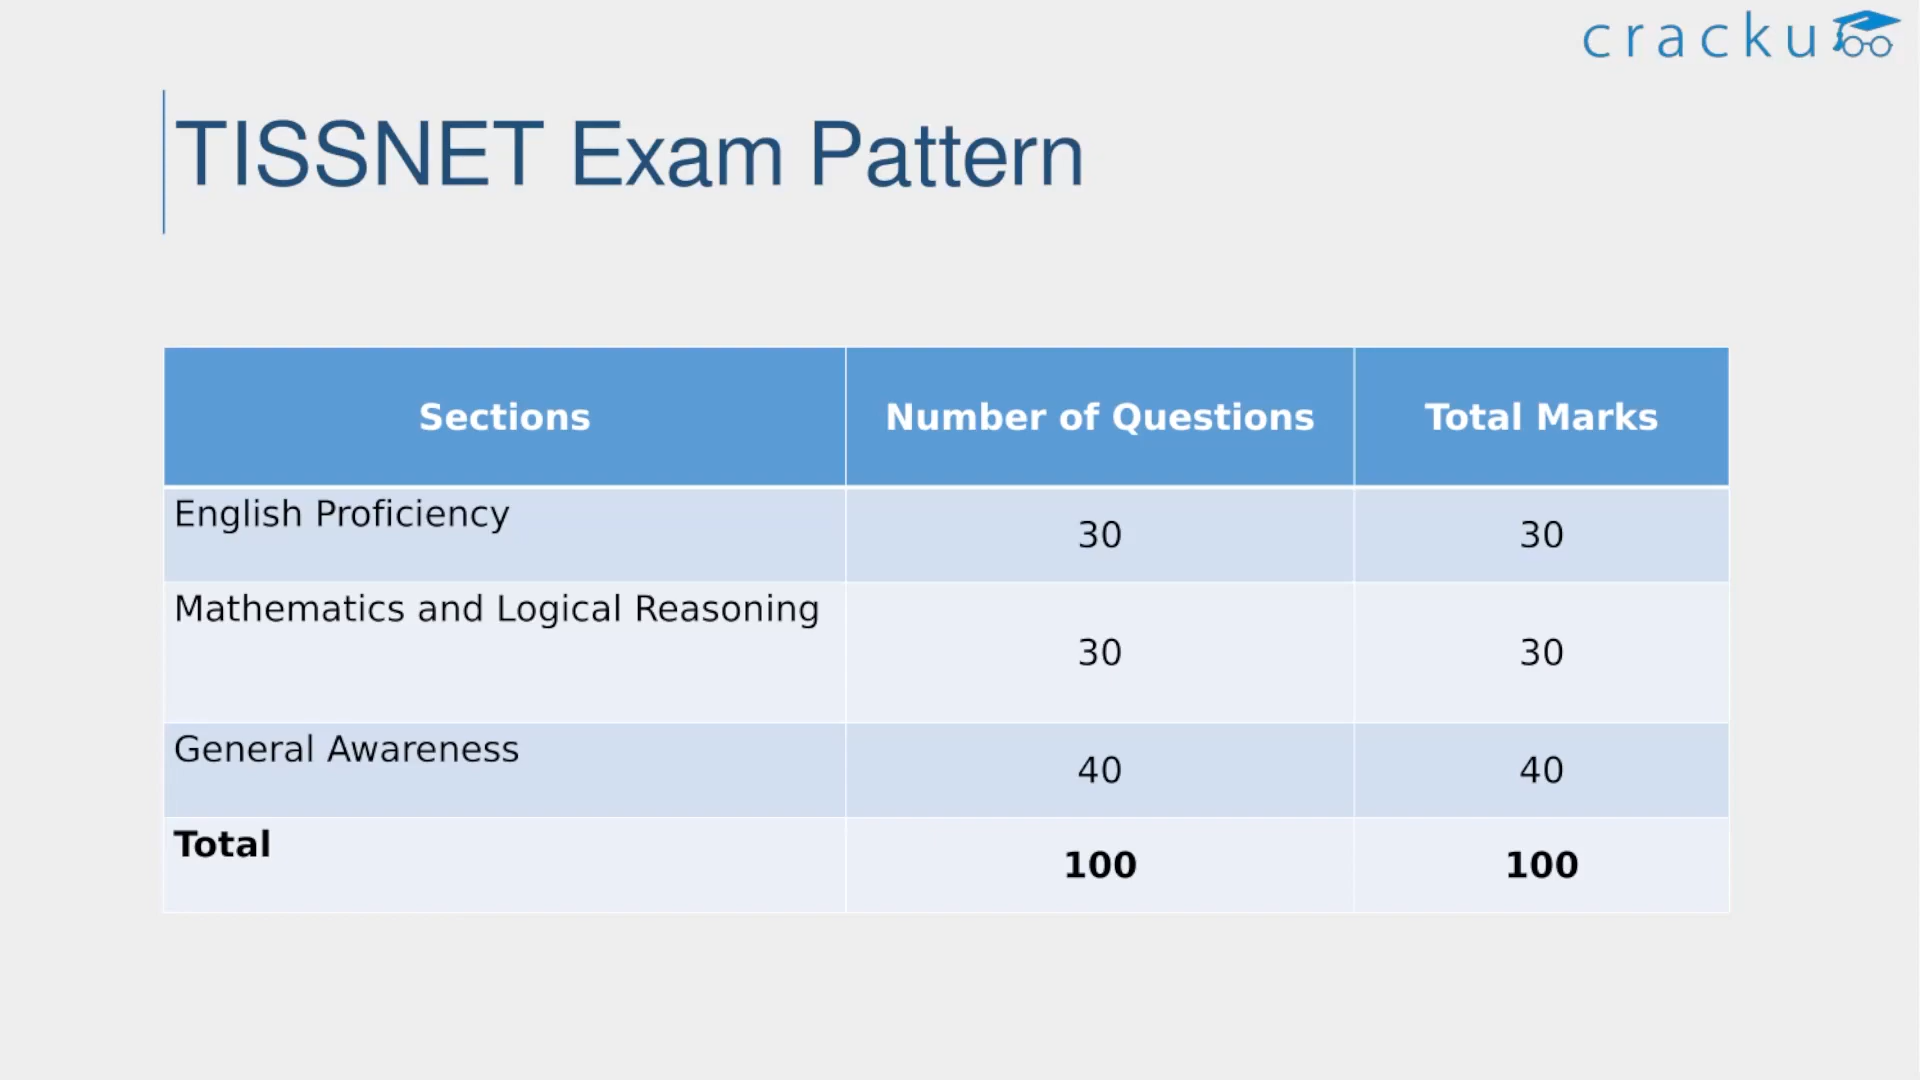 cracku
TISSNET Exam Pattern
Sections Number of Questions Total Marks
English Proficiency 30 30
Mathematics and Logical Reasoning 30 30
General Awareness 40 40
Total 100 100